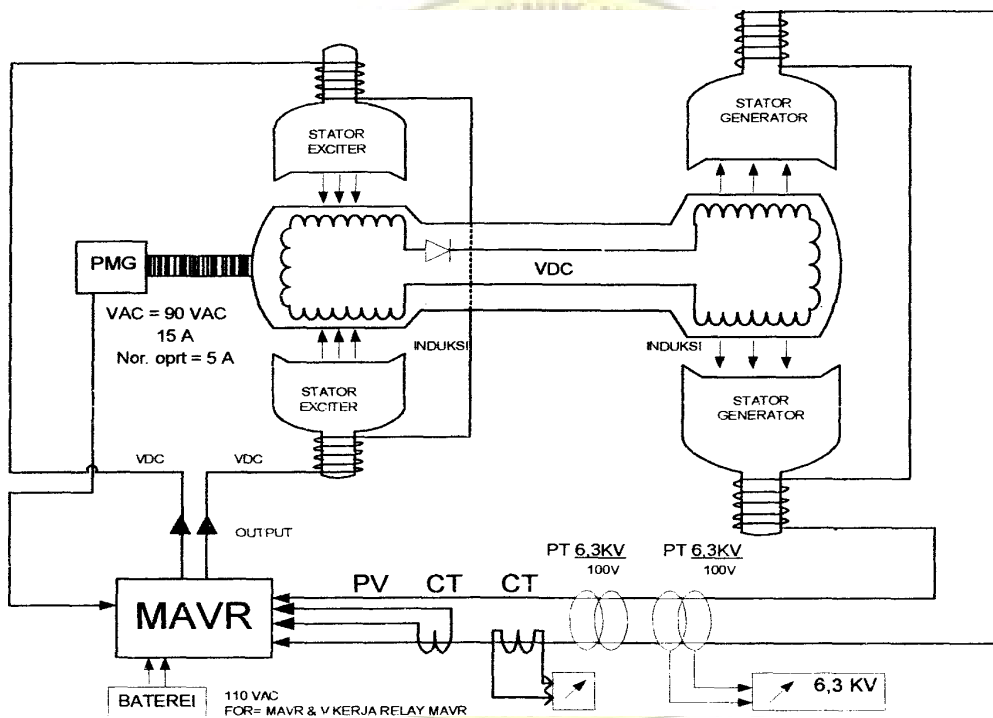 STATOR
EXCITER
STATOR
GENERATOR
PMG
VDC
VAC = 90 VAC
15 A
Nor. oprt = 5 A
INDUKSI
INDUKSI
STATOR
EXCITER
STATOR
GENERATOR
VDC
VDC
OUTPUT
PT 6,3KV
100V
PT 6,3KV
100V
PV
CT
CT
MAVR
BATEREI
110 VAC
FOR= MAVR & V KERJA RELAY MAVR
6,3 KV